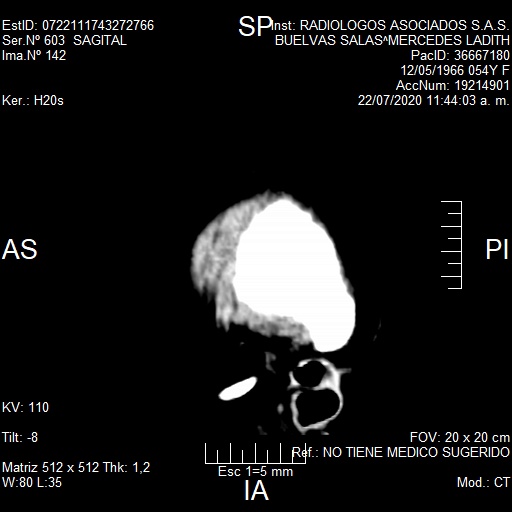 EstID: 0722111743272766
Ser.Nº 603 SAGITAL
Ima.Nº 142
Ker.: H20s
SP
Inst: RADIOLOGOS ASOCIADOS S.A.S.
BUELVAS SALAS^MERCEDES LADITH
PacID: 36667180
12/05/1966 054Y F
AccNum: 19214901
22/07/2020 11:44:03 a. m.
AS
PI
KV: 110
Tilt: -8
Matriz 512 x 512 Thk: 1,2
W:80 L:35
Esc 1=5 mm
IA
FOV: 20 x 20 cm
Ref.: NO TIENE MEDICO SUGERIDO
Mod.: CT